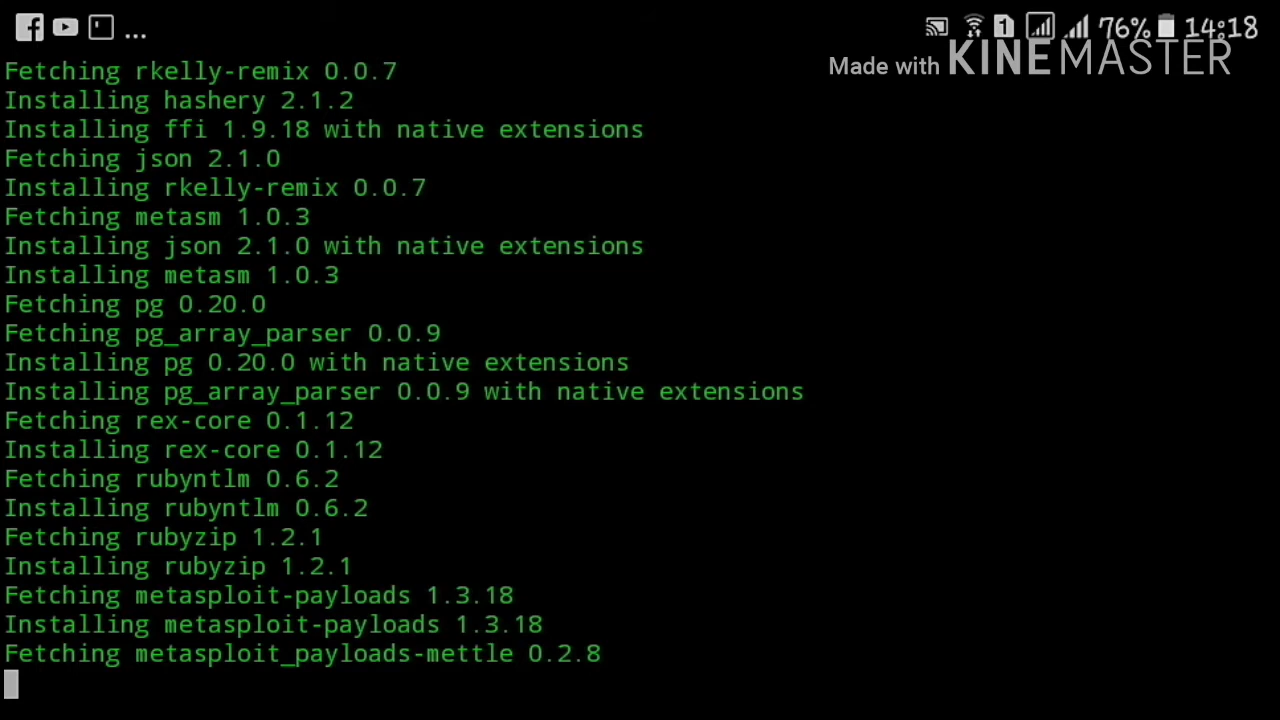 ... 1 76% 14:18
Made with KINEMASTER
Fetching rkelly-remix 0.0.7
Installing hashery 2.1.2
Installing ffi 1.9.18 with native extensions
Fetching json 2.1.0
Installing rkelly-remix 0.0.7
Fetching metasm 1.0.3
Installing json 2.1.0 with native extensions
Installing metasm 1.0.3
Fetching pg 0.20.0
Fetching pg_array_parser 0.0.9
Installing pg 0.20.0 with native extensions
Installing pg_array_parser 0.0.9 with native extensions
Fetching rex-core 0.1.12
Installing rex-core 0.1.12
Fetching rubyntlm 0.6.2
Installing rubyntlm 0.6.2
Fetching rubyzip 1.2.1
Installing rubyzip 1.2.1
Fetching metasploit-payloads 1.3.18
Installing metasploit-payloads 1.3.18
Fetching metasploit_payloads-mettle 0.2.8